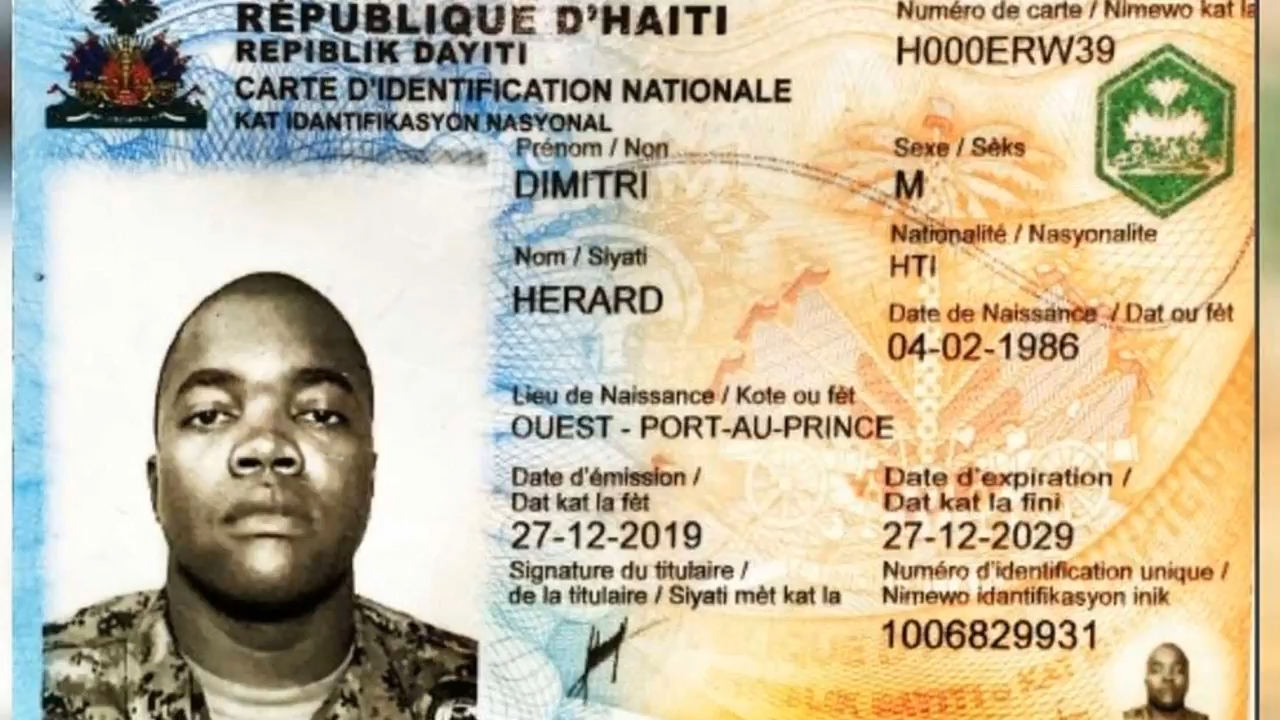 RÉPUBLIQUE D'HAITI
REPIBLIK DAYITI
CARTE D'IDENTIFICATION NATIONALE
KAT IDANTIFIKASYON NASYONAL
Numéro de carte / Nimewo kat la
H000ERW39
Prénom / Non
DIMITRI
Sexe / Sèks
M
Nom / Siyati
HERARD
Nationalité / Nasyonalite
HTI
Date de Naissance / Dat ou fèt
04-02-1986
Lieu de Naissance / Kote ou fèt
OUEST - PORT-AU-PRINCE
Date d'émission /
Dat kat la fèt
27-12-2019
Date d'expiration /
Dat kat la fini
27-12-2029
Signature du titulaire /
de la titulaire / Siyati mèt kat la
Numéro d'identification unique /
Nimewo idantifikasyon inik
1006829931